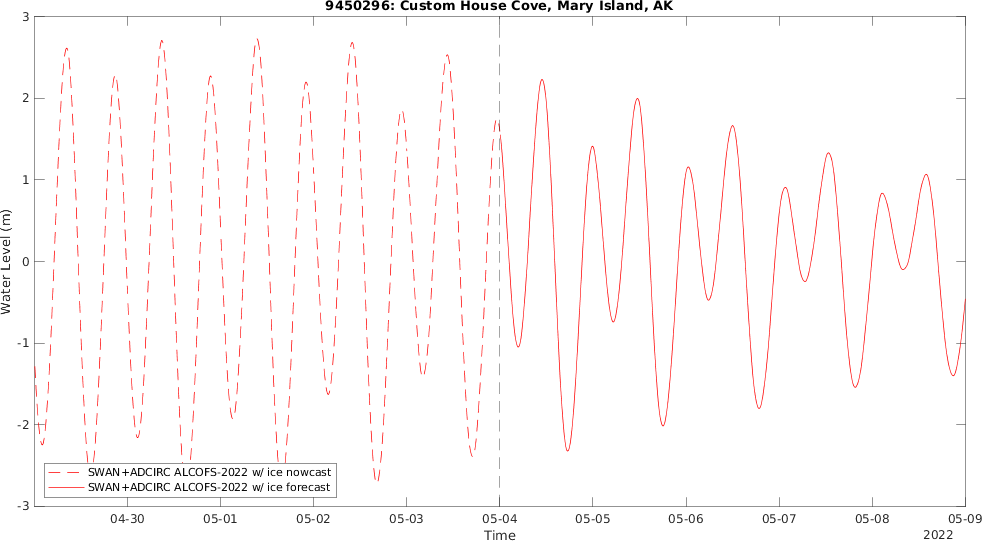 9450296: Custom House Cove, Mary Island, AK
3
2
1
0
-1
-2
-3
Water Level (m)
SWAN+ADCIRC ALCOFS-2022 w/ ice nowcast
SWAN+ADCIRC ALCOFS-2022 w/ ice forecast
04-30 05-01 05-02 05-03 05-04 05-05 05-06 05-07 05-08 05-09
Time
2022